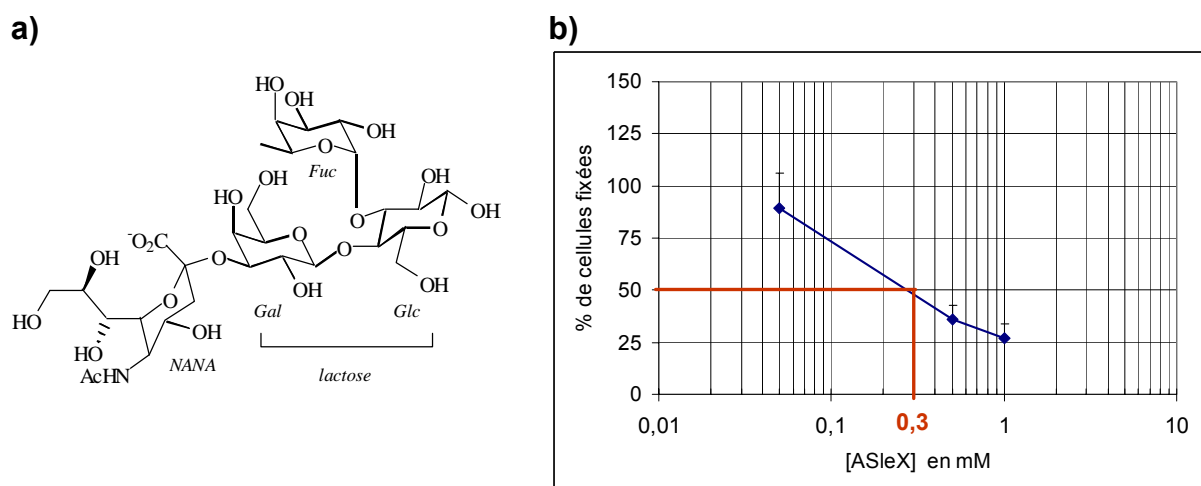 a)
HO
OH
OH
O
Fuc
OH
HO
OH
O
OH
O
OH
⁻O₂C
OH
O
O
O
O
OH
Gal
OH
Glc
HO
HO
O
OH
AcHN
NANA
lactose
b)
150
125
100
75
50
25
0
% de cellules fixées
0,01
0,1
0,3
1
10
[ASleX] en mM